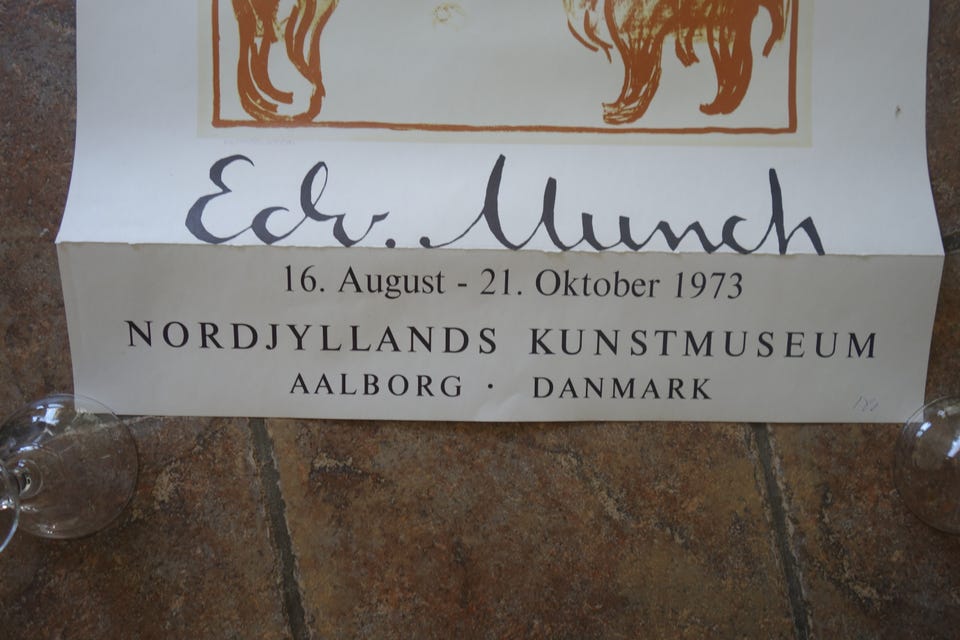 Edv. Munch
16. August - 21. Oktober 1973
NORDJYLLANDS KUNSTMUSEUM
AALBORG · DANMARK